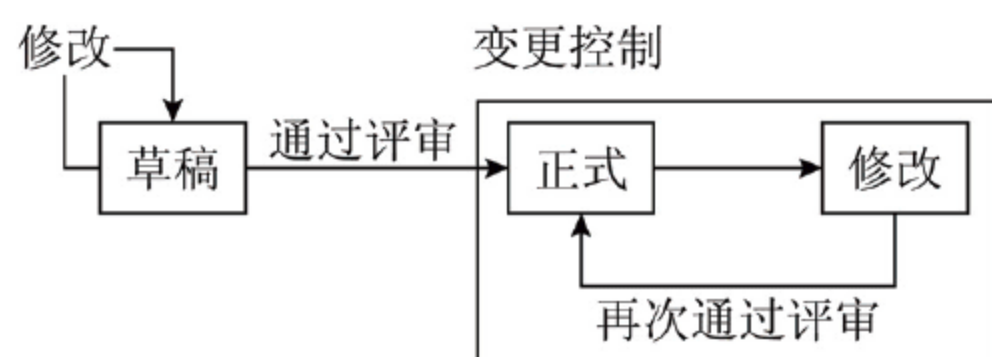 修改
变更控制
草稿
通过评审
正式
修改
再次通过评审